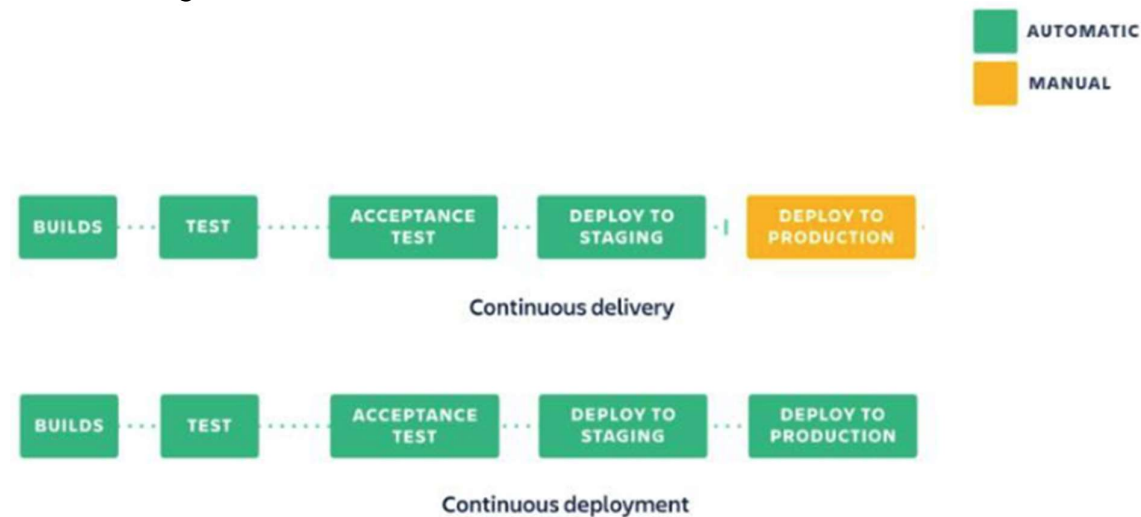 AUTOMATIC
MANUAL
BUILDS
TEST
ACCEPTANCE
TEST
DEPLOY TO
STAGING
DEPLOY TO
PRODUCTION
Continuous delivery
BUILDS
TEST
ACCEPTANCE
TEST
DEPLOY TO
STAGING
DEPLOY TO
PRODUCTION
Continuous deployment